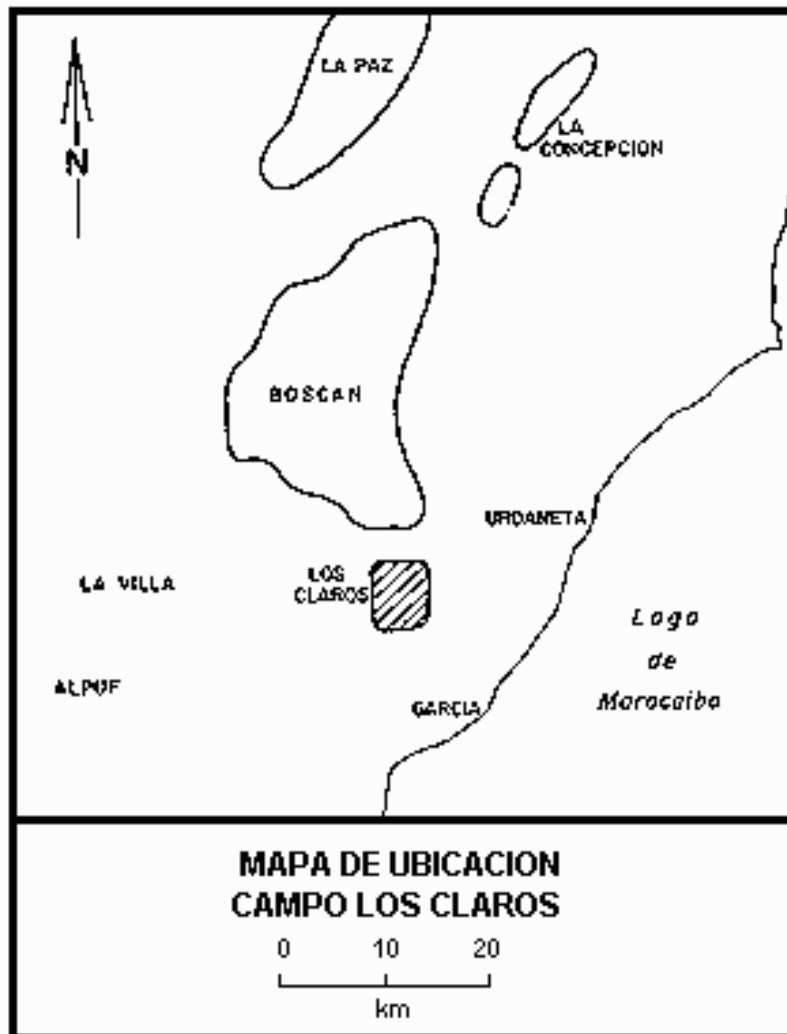 LA PAZ
LA
CONCEPCION
N
BOSCAN
URDANETA
LA VILLA
LOS
CLAROS
Lago
de
Maracaibo
ALPUF
GARCIA
MAPA DE UBICACION
CAMPO LOS CLAROS
0 10 20
km